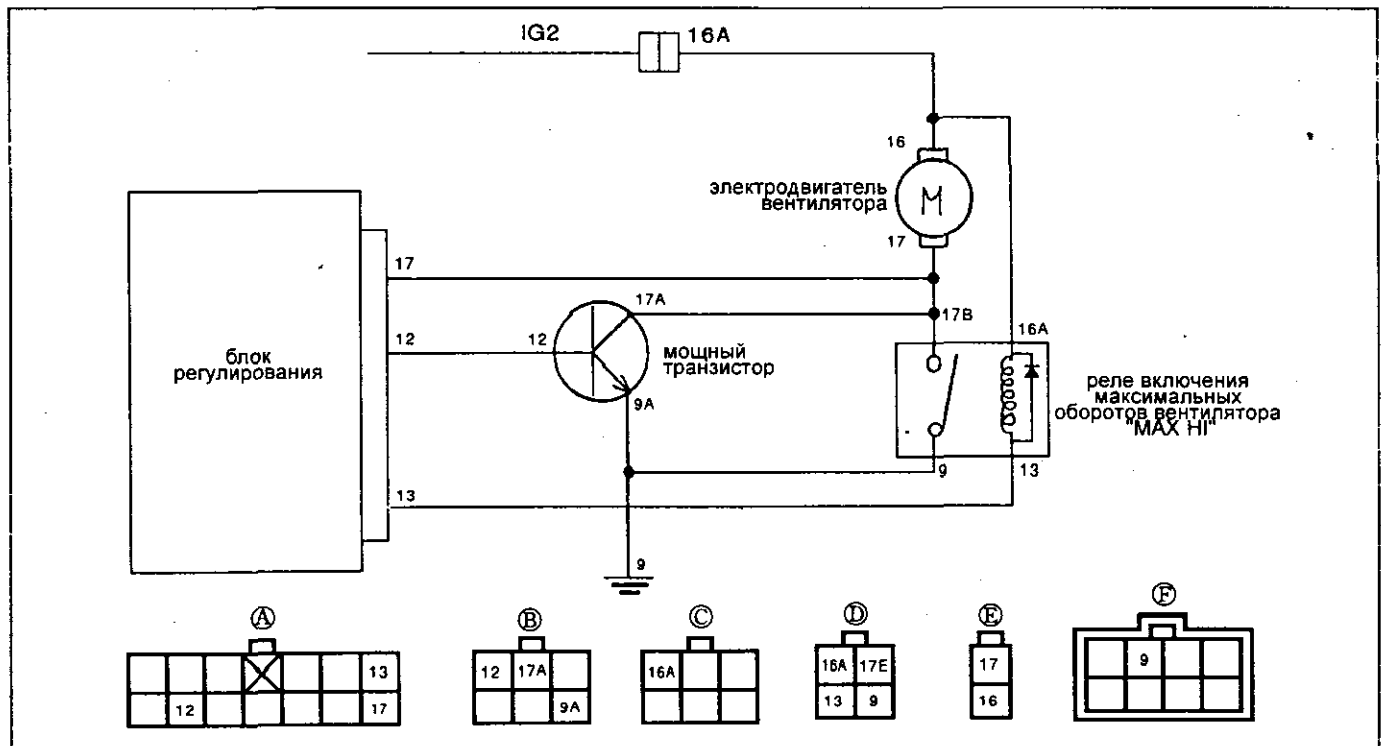 IG2 16A
16
электродвигатель
вентилятора
M
17
17
17A
17B
16A
12
12
мощный
транзистор
блок
регулирования
реле включения
максимальных
оборотов вентилятора
"MAX HI"
9A
9
13
13
9
A
B
C
D
E
F
13
12 17
12 17A
9A
16A
16A 17E
13 9
17
16
9